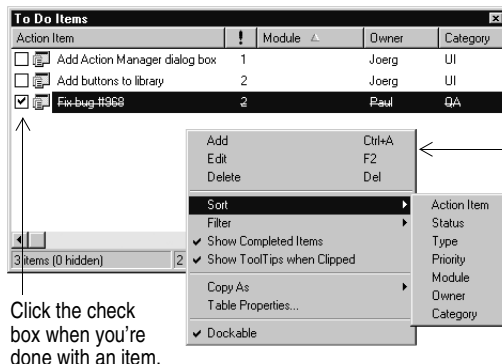 To Do Items
Action Item ! Module Owner Category
Add Action Manager dialog box 1 Joerg UI
Add buttons to library 2 Joerg UI
Fix bug #968 2 Paul QA
Add Ctrl+A
Edit F2
Delete Del
Sort
Filter
Show Completed Items
Show ToolTips when Clipped
Copy As
Table Properties...
Dockable
Action Item
Status
Type
Priority
Module
Owner
Category
3 items (0 hidden) 2
Click the check
box when you're
done with an item.